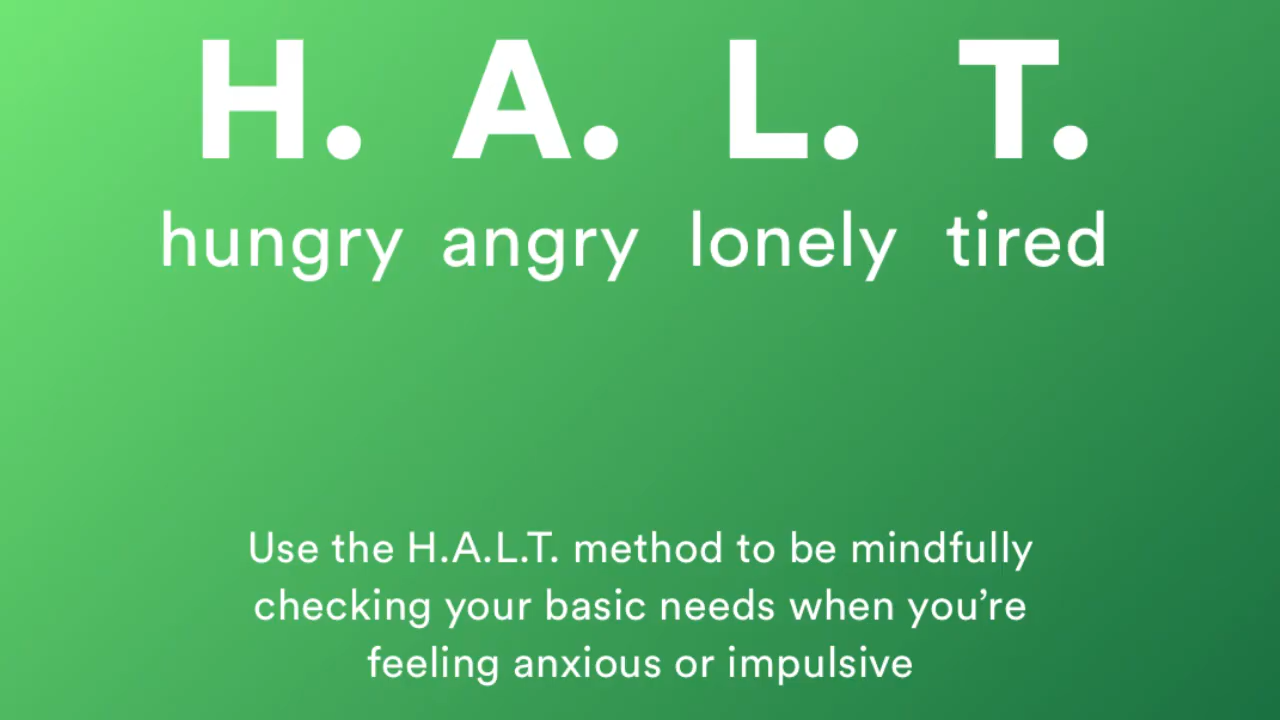 H. A. L. T.
hungry angry lonely tired
Use the H.A.L.T. method to be mindfully
checking your basic needs when you’re
feeling anxious or impulsive